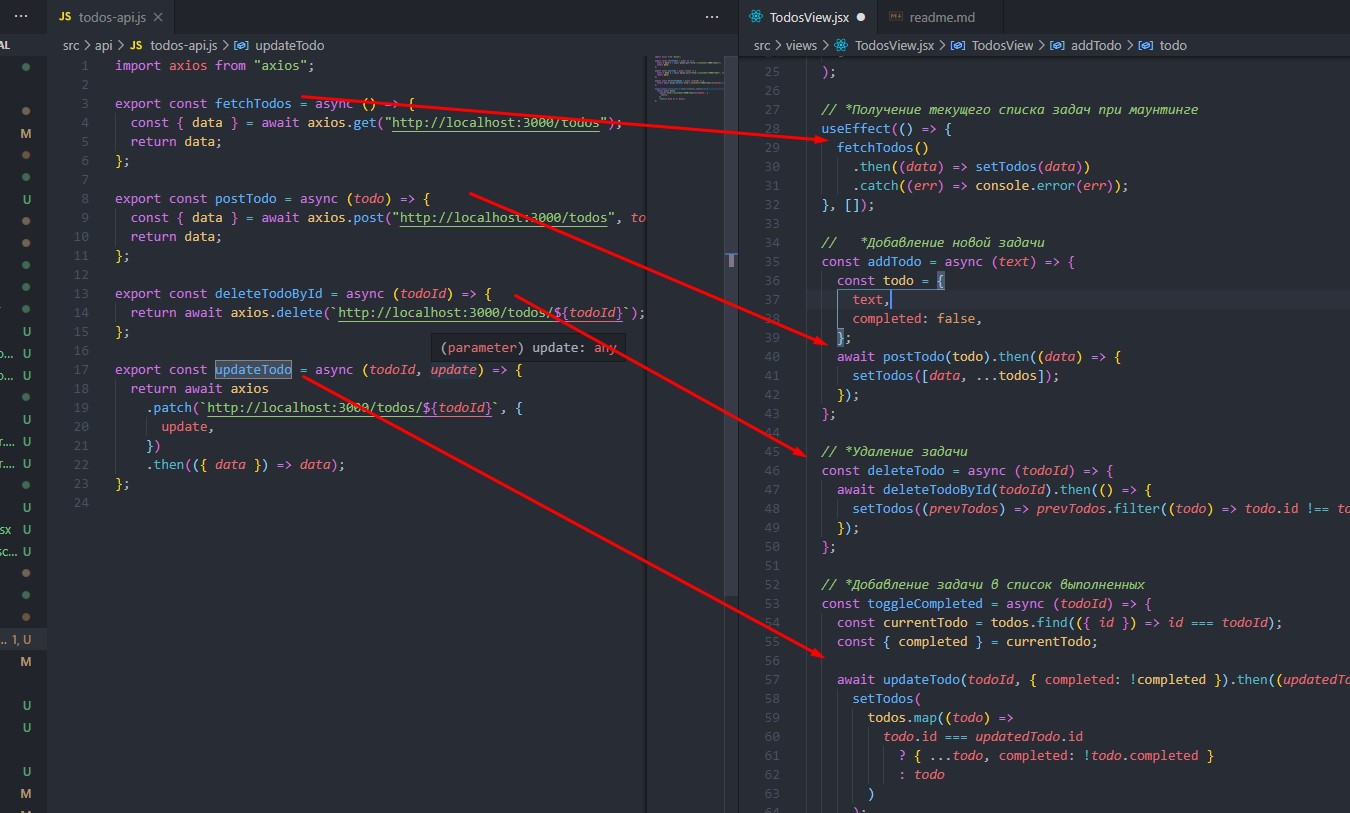 JS todos-api.js
TodosView.jsx
readme.md
src > api > JS todos-api.js > updateTodo
src > views > TodosView.jsx > TodosView > addTodo > todo
1 import axios from "axios";
2
3 export const fetchTodos = async () => {
4 const { data } = await axios.get("http://localhost:3000/todos");
5 return data;
6 };
7
8 export const postTodo = async (todo) => {
9 const { data } = await axios.post("http://localhost:3000/todos", to
10 return data;
11 };
12
13 export const deleteTodoById = async (todoId) => {
14 return await axios.delete(`http://localhost:3000/todos/${todoId}`);
15 };
16
(parameter) update: any
17 export const updateTodo = async (todoId, update) => {
18 return await axios
19 .patch(`http://localhost:3000/todos/${todoId}`, {
20 update,
21 })
22 .then(({ data }) => data);
23 };
24
25 );
26
27 // *Получение текущего списка задач при маунтинге
28 useEffect(() => {
29 fetchTodos()
30 .then((data) => setTodos(data))
31 .catch((err) => console.error(err));
32 }, []);
33
34 // *Добавление новой задачи
35 const addTodo = async (text) => {
36 const todo = {
37 text,
38 completed: false,
39 };
40 await postTodo(todo).then((data) => {
41 setTodos([data, ...todos]);
42 });
43 };
44
45 // *Удаление задачи
46 const deleteTodo = async (todoId) => {
47 await deleteTodoById(todoId).then(() => {
48 setTodos((prevTodos) => prevTodos.filter((todo) => todo.id !== to
49 });
50 };
51
52 // *Добавление задачи в список выполненных
53 const toggleCompleted = async (todoId) => {
54 const currentTodo = todos.find(({ id }) => id === todoId);
55 const { completed } = currentTodo;
56
57 await updateTodo(todoId, { completed: !completed }).then((updatedTo
58 setTodos(
59 todos.map((todo) =>
60 todo.id === updatedTodo.id
61 ? { ...todo, completed: !todo.completed }
62 : todo
63 )